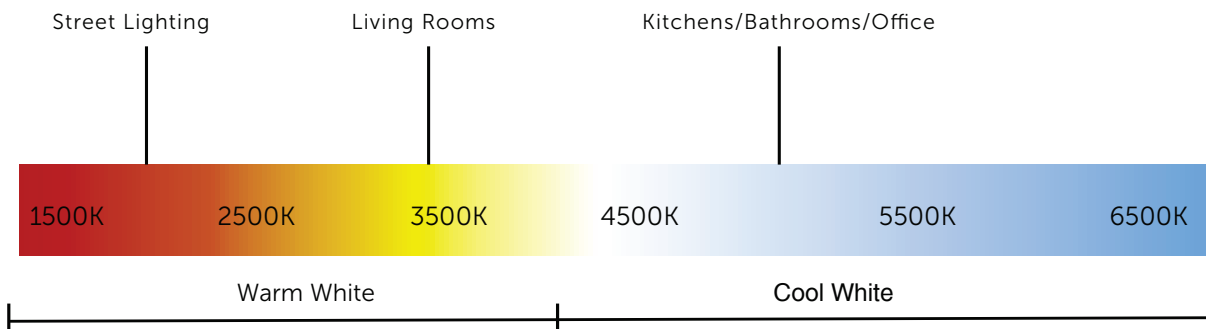 Street Lighting
Living Rooms
Kitchens/Bathrooms/Office
1500K
2500K
3500K
4500K
5500K
6500K
Warm White
Cool White